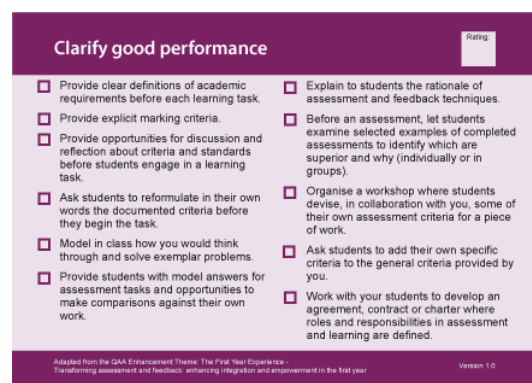 Clarify good performance
Rating:
Provide clear definitions of academic
requirements before each learning task.
Provide explicit marking criteria.
Provide opportunities for discussion and
reflection about criteria and standards
before students engage in a learning
task.
Ask students to reformulate in their own
words the documented criteria before
they begin the task.
Model in class how you would think
through and solve exemplar problems.
Provide students with model answers for
assessment tasks and opportunities to
make comparisons against their own
work.
Explain to students the rationale of
assessment and feedback techniques.
Before an assessment, let students
examine selected examples of completed
assessments to identify which are
superior and why (individually or in
groups).
Organise a workshop where students
devise, in collaboration with you, some of
their own assessment criteria for a piece
of work.
Ask students to add their own specific
criteria to the general criteria provided by
you.
Work with your students to develop an
agreement, contract or charter where
roles and responsibilities in assessment
and learning are defined.
Adapted from the QAA Enhancement Theme: The First Year Experience -
Transforming assessment and feedback: enhancing integration and empowerment in the first year
Version 1.0